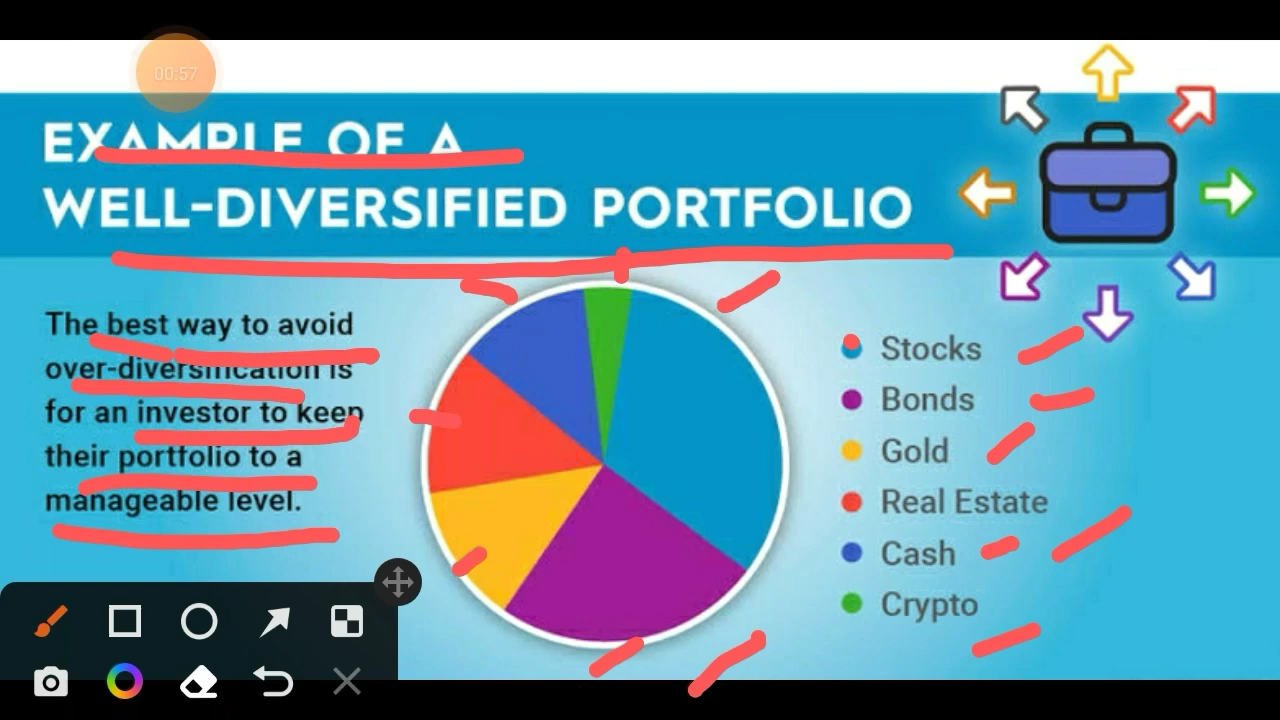 00:57
EXAMPLE OF A
WELL-DIVERSIFIED PORTFOLIO
The best way to avoid
over-diversification is
for an investor to keep
their portfolio to a
manageable level.
Stocks
Bonds
Gold
Real Estate
Cash
Crypto